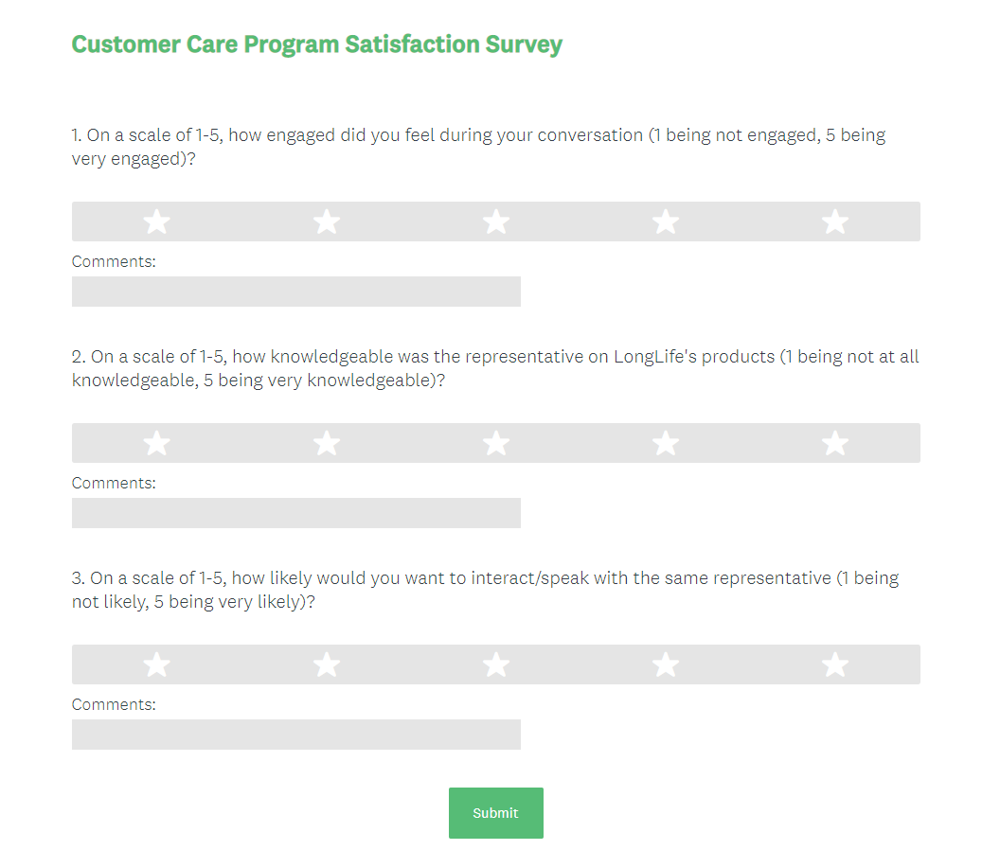 Customer Care Program Satisfaction Survey
1. On a scale of 1-5, how engaged did you feel during your conversation (1 being not engaged, 5 being
very engaged)?
Comments:
2. On a scale of 1-5, how knowledgeable was the representative on LongLife's products (1 being not at all
knowledgeable, 5 being very knowledgeable)?
Comments:
3. On a scale of 1-5, how likely would you want to interact/speak with the same representative (1 being
not likely, 5 being very likely)?
Comments:
Submit